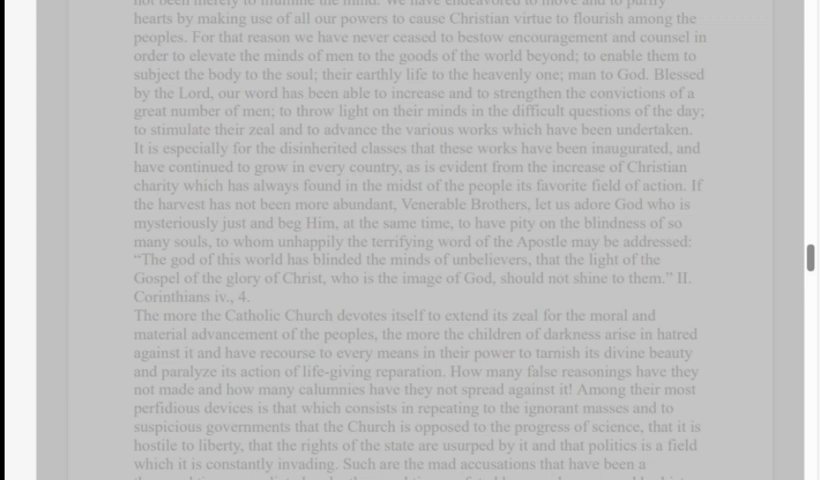 not been merely to illumine the mind. We have endeavored to move and to purify
hearts by making use of all our powers to cause Christian virtue to flourish among the
peoples. For that reason we have never ceased to bestow encouragement and counsel in
order to elevate the minds of men to the goods of the world beyond; to enable them to
subject the body to the soul; their earthly life to the heavenly one; man to God. Blessed
by the Lord, our word has been able to increase and to strengthen the convictions of a
great number of men; to throw light on their minds in the difficult questions of the day;
to stimulate their zeal and to advance the various works which have been undertaken.
It is especially for the disinherited classes that these works have been inaugurated, and
have continued to grow in every country, as is evident from the increase of Christian
charity which has always found in the midst of the people its favorite field of action. If
the harvest has not been more abundant, Venerable Brothers, let us adore God who is
mysteriously just and beg Him, at the same time, to have pity on the blindness of so
many souls, to whom unhappily the terrifying word of the Apostle may be addressed:
“The god of this world has blinded the minds of unbelievers, that the light of the
Gospel of the glory of Christ, who is the image of God, should not shine to them.” II.
Corinthians iv., 4.
The more the Catholic Church devotes itself to extend its zeal for the moral and
material advancement of the peoples, the more the children of darkness arise in hatred
against it and have recourse to every means in their power to tarnish its divine beauty
and paralyze its action of life-giving reparation. How many false reasonings have they
not made and how many calumnies have they not spread against it! Among their most
perfidious devices is that which consists in repeating to the ignorant masses and to
suspicious governments that the Church is opposed to the progress of science, that it is
hostile to liberty, that the rights of the state are usurped by it and that politics is a field
which it is constantly invading. Such are the mad accusations that have been a